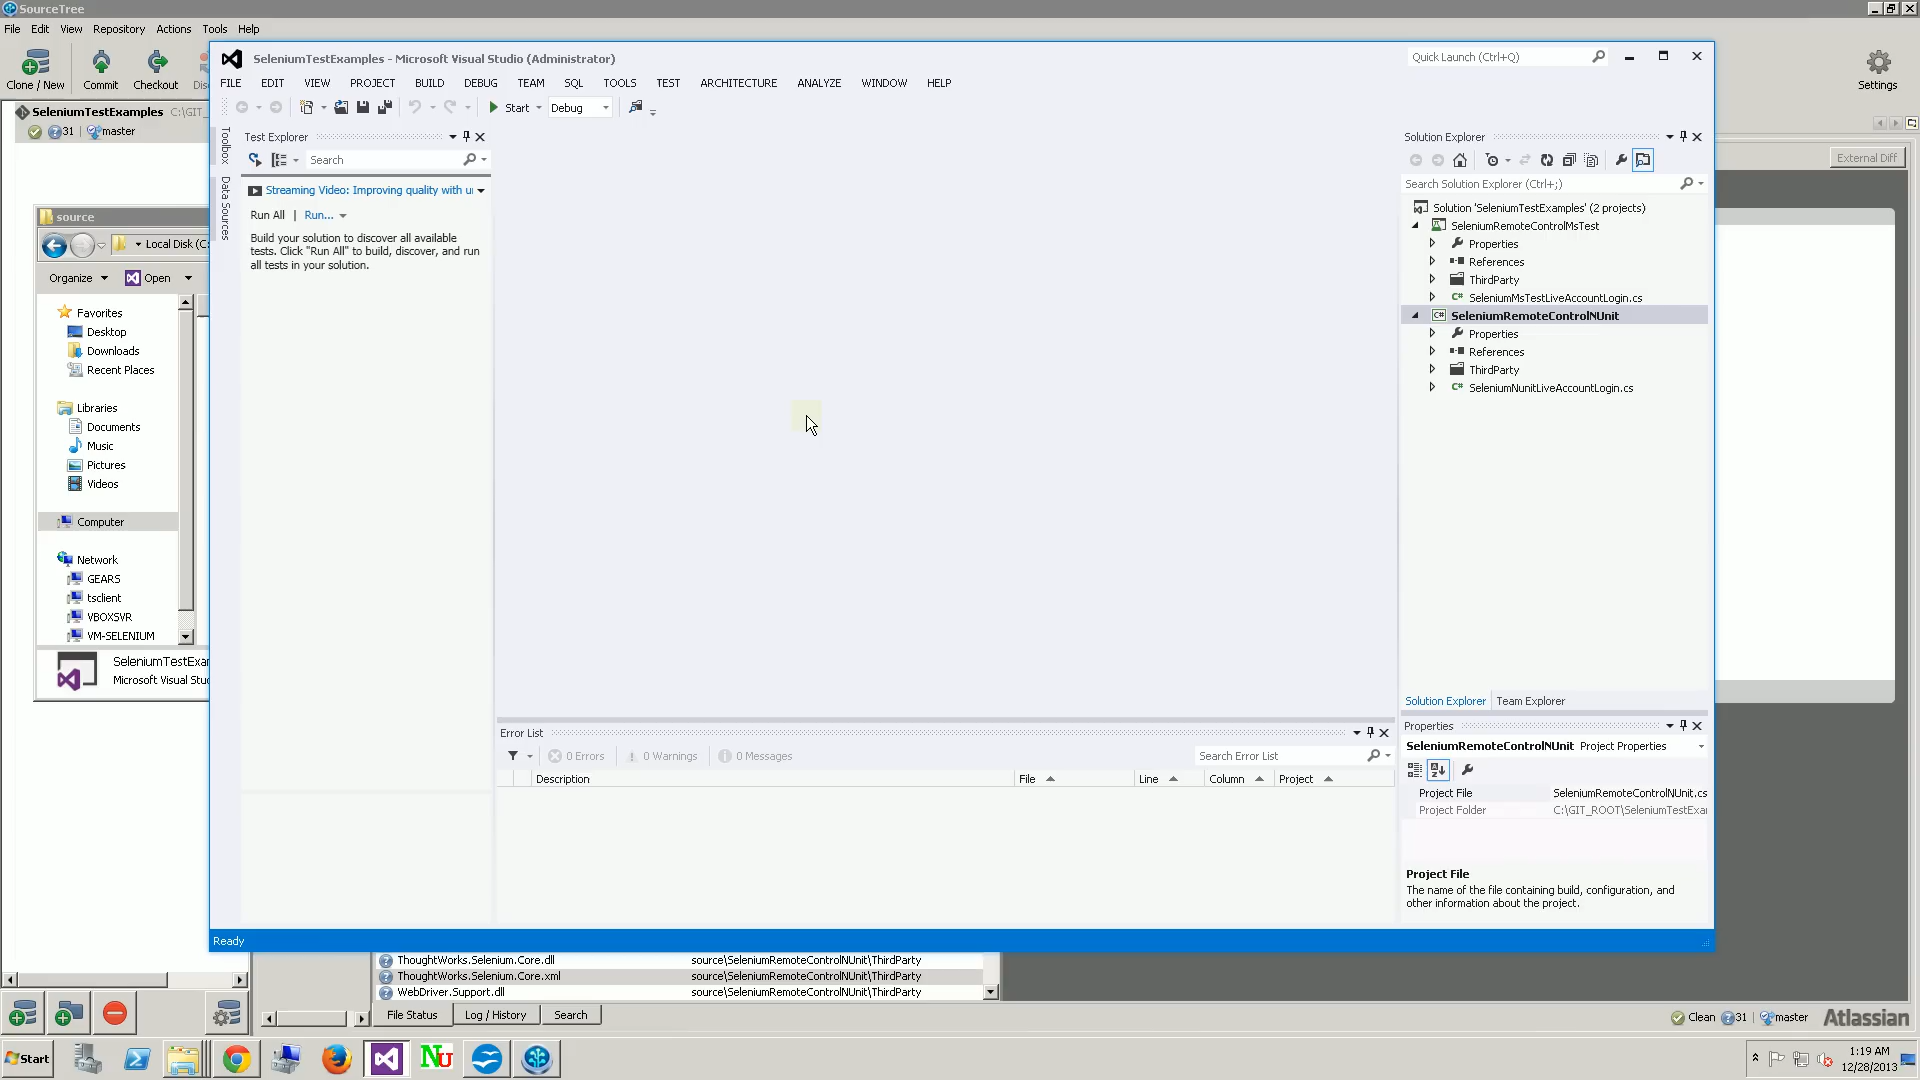 SourceTree
File Edit View Repository Actions Tools Help
Clone / New Commit Checkout
Settings
SeleniumTestExamples
31 master
External Diff
source
Local Disk (C:
Organize Open
Favorites
Desktop
Downloads
Recent Places
Libraries
Documents
Music
Pictures
Videos
Computer
Network
GEARS
tsclient
VBOXSVR
VM-SELENIUM
SeleniumTestExar
Microsoft Visual Stuc
SeleniumTestExamples - Microsoft Visual Studio (Administrator)
Quick Launch (Ctrl+Q)
FILE EDIT VIEW PROJECT BUILD DEBUG TEAM SQL TOOLS TEST ARCHITECTURE ANALYZE WINDOW HELP
Start Debug
Toolbox
Data Sources
Test Explorer
Search
Streaming Video: Improving quality with u
Run All | Run...
Build your solution to discover all available
tests. Click "Run All" to build, discover, and run
all tests in your solution.
Error List
0 Errors 0 Warnings 0 Messages
Search Error List
Description File Line Column Project
Solution Explorer
Search Solution Explorer (Ctrl+;)
Solution 'SeleniumTestExamples' (2 projects)
SeleniumRemoteControlMsTest
Properties
References
ThirdParty
C# SeleniumMsTestLiveAccountLogin.cs
C# SeleniumRemoteControlNUnit
Properties
References
ThirdParty
C# SeleniumNunitLiveAccountLogin.cs
Solution Explorer Team Explorer
Properties
SeleniumRemoteControlNUnit Project Properties
Project File SeleniumRemoteControlNUnit.cs
Project Folder C:\GIT_ROOT\SeleniumTestExa
Project File
The name of the file containing build, configuration, and
other information about the project.
Ready
ThoughtWorks.Selenium.Core.dll source\SeleniumRemoteControlNUnit\ThirdParty
ThoughtWorks.Selenium.Core.xml source\SeleniumRemoteControlNUnit\ThirdParty
WebDriver.Support.dll source\SeleniumRemoteControlNUnit\ThirdParty
File Status Log / History Search
Clean 31 master Atlassian
Start
Nu
1:19 AM
12/28/2013